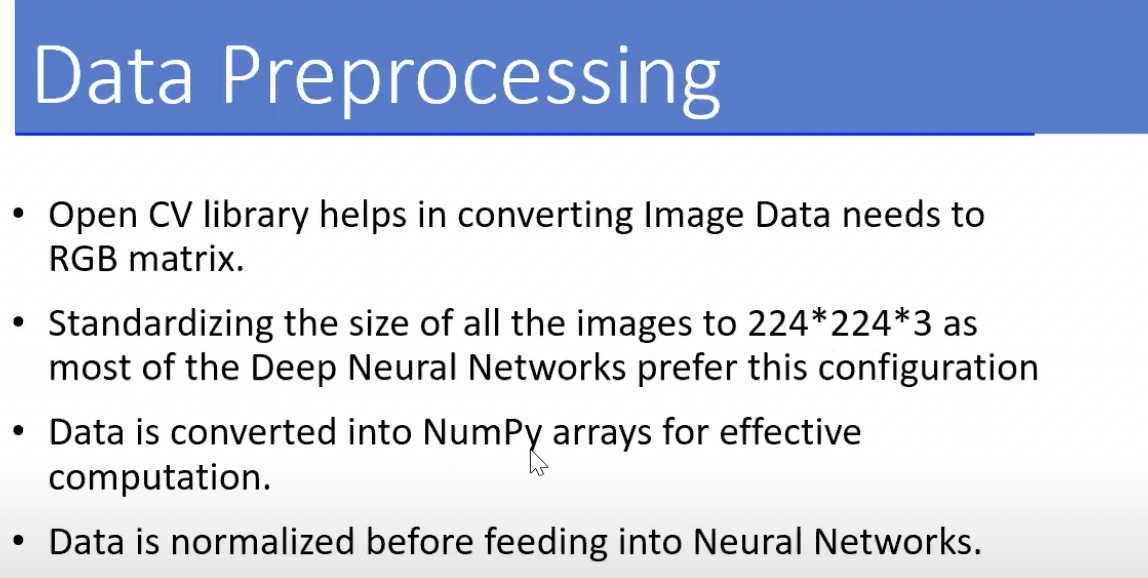 Data Preprocessing
• Open CV library helps in converting Image Data needs to
RGB matrix.
• Standardizing the size of all the images to 224*224*3 as
most of the Deep Neural Networks prefer this configuration
• Data is converted into NumPy arrays for effective
computation.
• Data is normalized before feeding into Neural Networks.